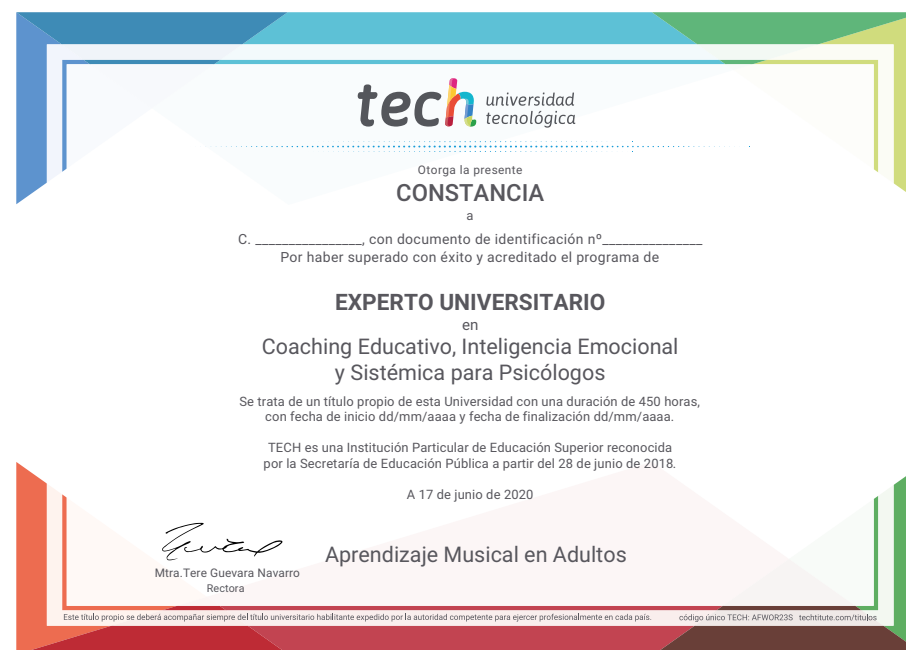 tech universidad
tecnológica
Otorga la presente
CONSTANCIA
a
C. ________________, con documento de identificación nº_______________
Por haber superado con éxito y acreditado el programa de
EXPERTO UNIVERSITARIO
en
Coaching Educativo, Inteligencia Emocional
y Sistémica para Psicólogos
Se trata de un título propio de esta Universidad con una duración de 450 horas,
con fecha de inicio dd/mm/aaaa y fecha de finalización dd/mm/aaaa.
TECH es una Institución Particular de Educación Superior reconocida
por la Secretaría de Educación Pública a partir del 28 de junio de 2018.
A 17 de junio de 2020
Aprendizaje Musical en Adultos
Mtra.Tere Guevara Navarro
Rectora
Este título propio se deberá acompañar siempre del título universitario habilitante expedido por la autoridad competente para ejercer profesionalmente en cada país. código único TECH: AFWOR23S techtitute.com/titulos